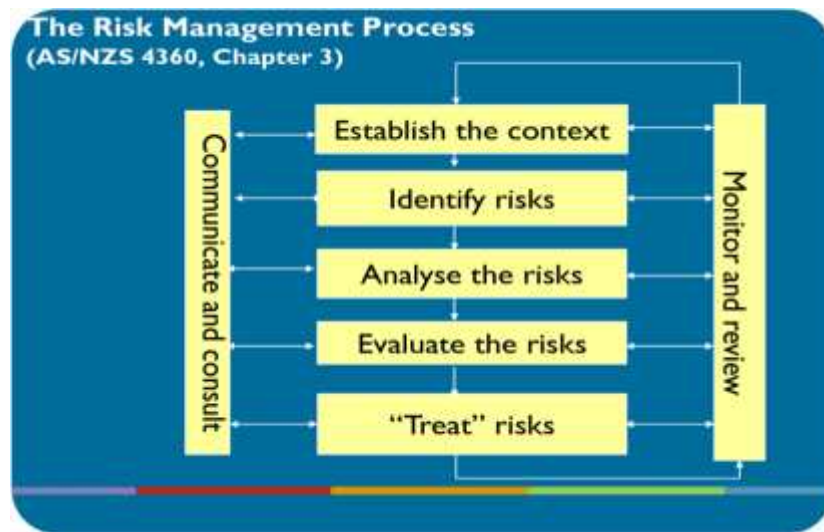 The Risk Management Process
(AS/NZS 4360, Chapter 3)
Communicate and consult
Establish the context
Identify risks
Analyse the risks
Evaluate the risks
“Treat” risks
Monitor and review